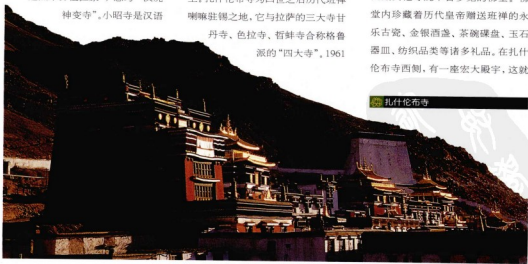 神变寺”。小昭寺是汉语
喇嘛驻锡之地，它与拉萨的三大寺甘
丹寺、色拉寺、哲蚌寺合称格鲁
派的“四大寺”。1961
堂内珍藏着历代皇帝赠送班禅的永
乐古瓷、金银酒盏、茶碗碟盘、玉石
器皿、纺织品类等诸多礼品。在扎什
伦布寺西侧，有一座宏大殿宇，这就
扎什伦布寺